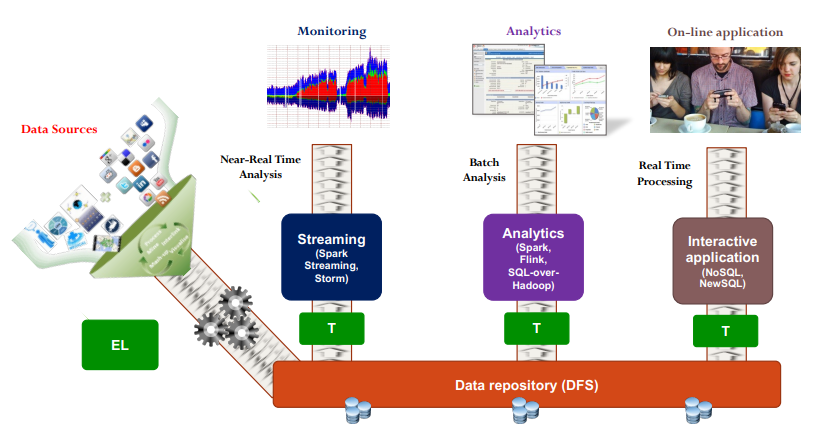 Monitoring
Analytics
On-line application
Data Sources
Near-Real Time
Analysis
Batch
Analysis
Real Time
Processing
Streaming
(Spark
Streaming,
Storm)
Analytics
(Spark,
Flink,
SQL-over-
Hadoop)
Interactive
application
(NoSQL,
NewSQL)
EL
T
T
T
Data repository (DFS)